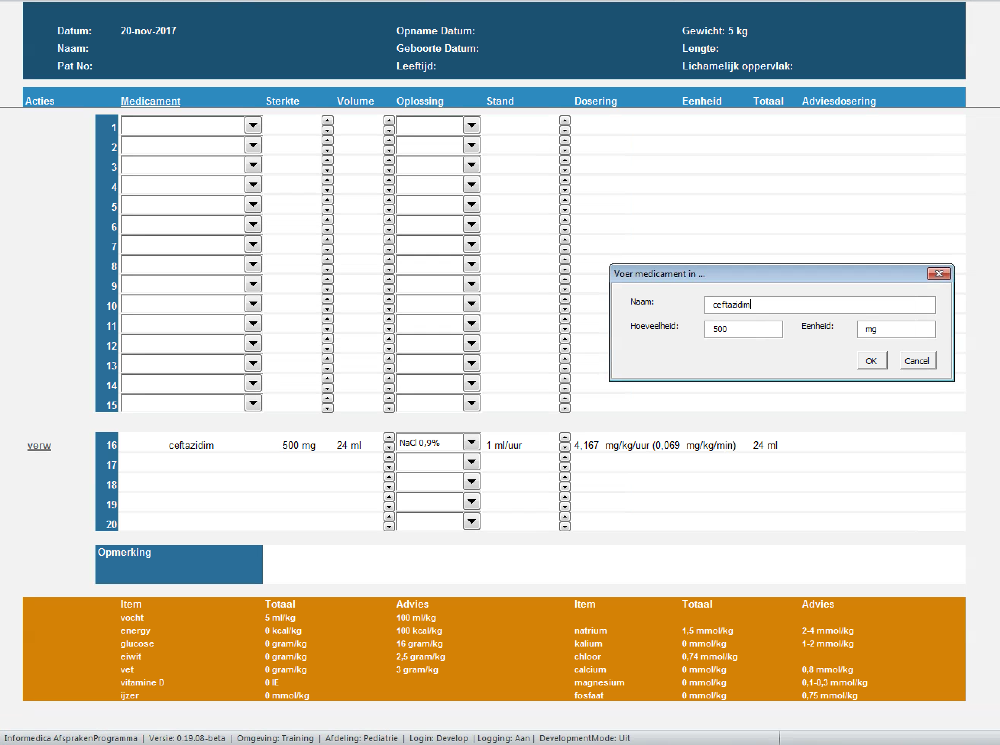 Datum: 20-nov-2017 Opname Datum: Gewicht: 5 kg
Naam: Geboorte Datum: Lengte:
Pat No: Leeftijd: Lichamelijk oppervlak:
Acties Medicament Sterkte Volume Oplossing Stand Dosering Eenheid Totaal Adviesdosering
1
2
3
4
5
6
7
8
9
10
11
12
13
14
15
Voer medicament in ...
Naam: ceftazidim
Hoeveelheid: 500 Eenheid: mg
OK Cancel
verw 16 ceftazidim 500 mg 24 ml NaCl 0,9% 1 ml/uur 4,167 mg/kg/uur (0,069 mg/kg/min) 24 ml
17
18
19
20
Opmerking
Item Totaal Advies Item Totaal Advies
vocht 5 ml/kg 100 ml/kg
energy 0 kcal/kg 100 kcal/kg natrium 1,5 mmol/kg 2-4 mmol/kg
glucose 0 gram/kg 16 gram/kg kalium 0 mmol/kg 1-2 mmol/kg
eiwit 0 gram/kg 2,5 gram/kg chloor 0,74 mmol/kg
vet 0 gram/kg 3 gram/kg calcium 0 mmol/kg 0,8 mmol/kg
vitamine D 0 IE magnesium 0 mmol/kg 0,1-0,3 mmol/kg
ijzer 0 mmol/kg fosfaat 0 mmol/kg 0,75 mmol/kg
Informedica AfsprakenProgramma | Versie: 0.19.08-beta | Omgeving: Training | Afdeling: Pediatrie | Login: Develop | Logging: Aan | DevelopmentMode: Uit